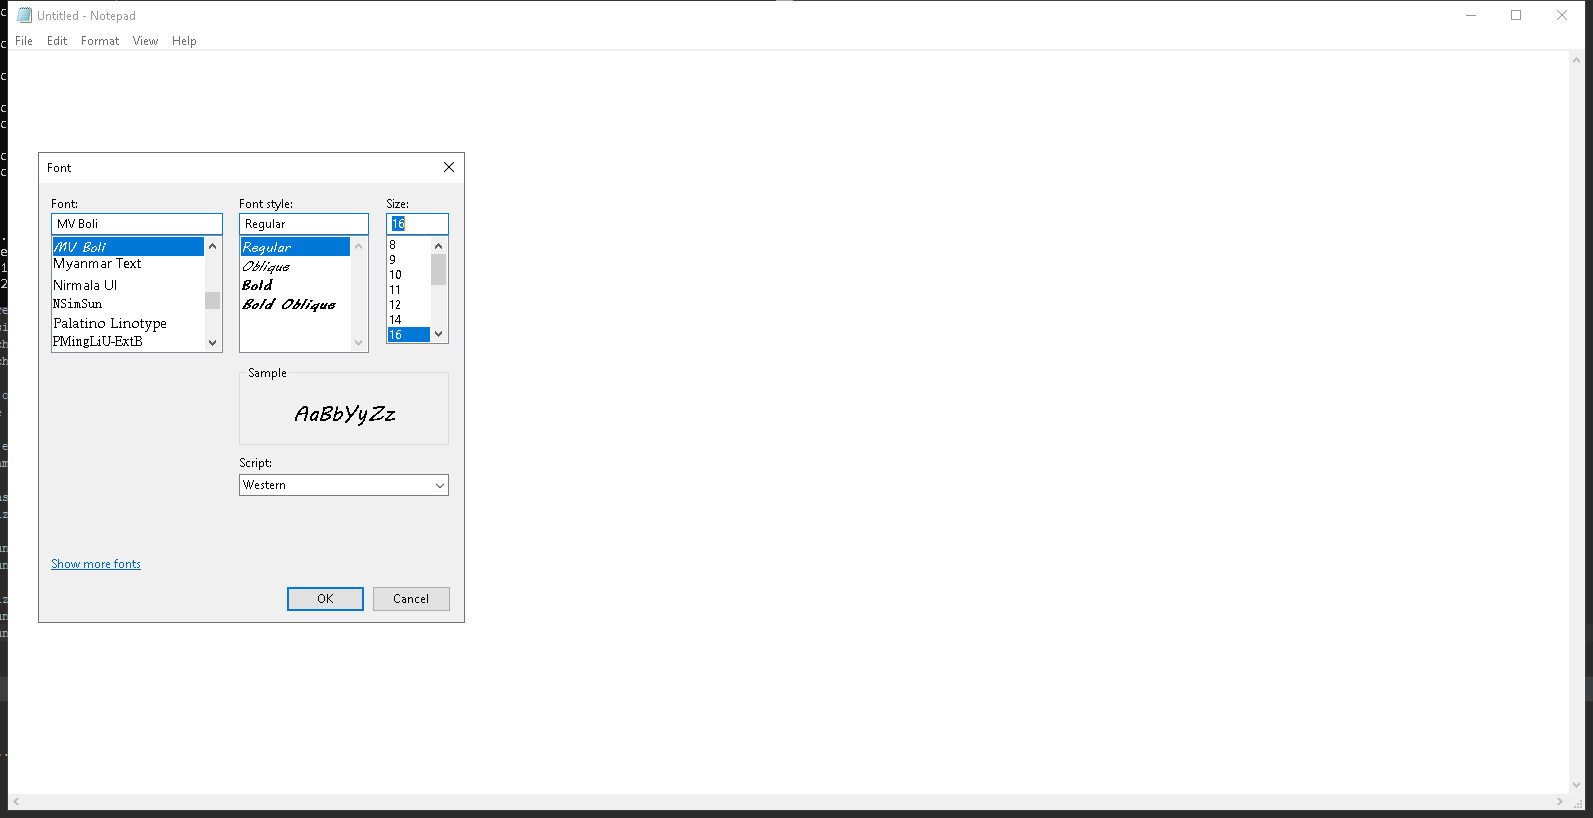 Untitled - Notepad
File Edit Format View Help
Font
Font: Font style: Size:
MV Boli Regular 16
MV Boli
Myanmar Text
Nirmala UI
NSimSun
Palatino Linotype
PMingLiU-ExtB
Regular
Oblique
Bold
Bold Oblique
8
9
10
11
12
14
16
Sample
AaBbYyZz
Script:
Western
Show more fonts
OK Cancel